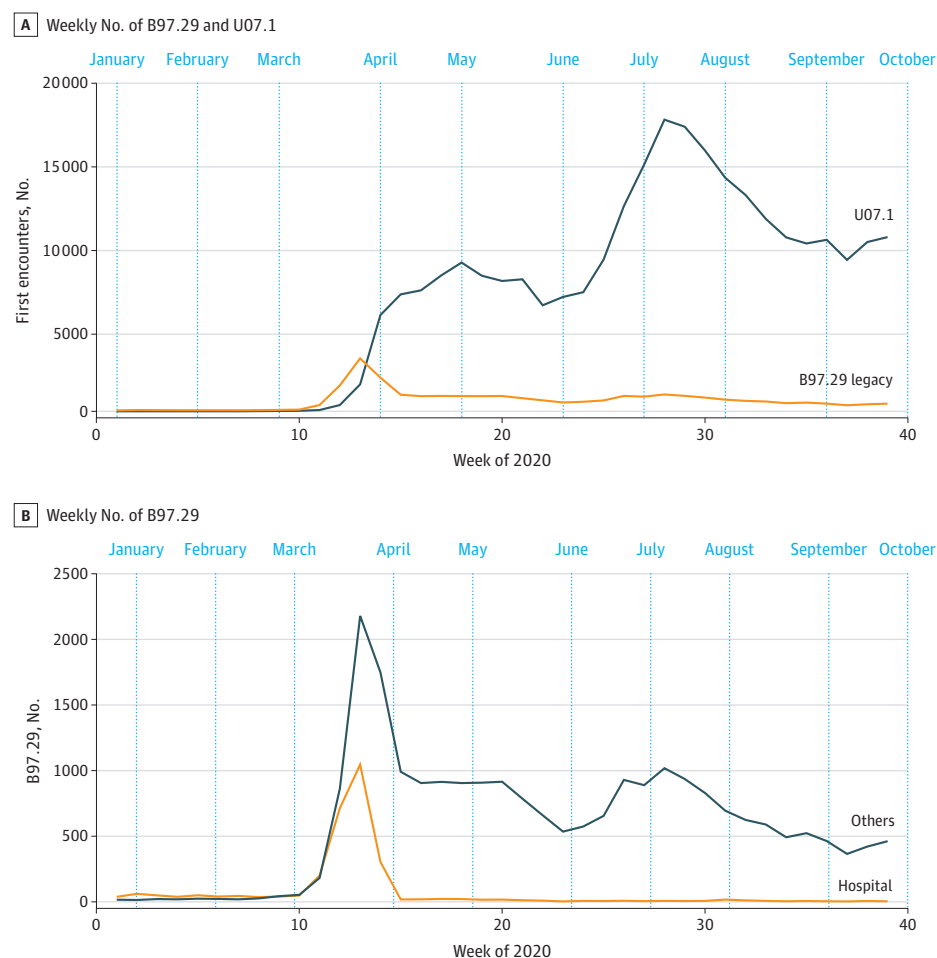 A Weekly No. of B97.29 and U07.1
January February March April May June July August September October
20000
15000
10000
5000
0
First encounters, No.
U07.1
B97.29 legacy
0 10 20 30 40
Week of 2020
B Weekly No. of B97.29
January February March April May June July August September October
2500
2000
1500
1000
500
0
B97.29, No.
Others
Hospital
0 10 20 30 40
Week of 2020